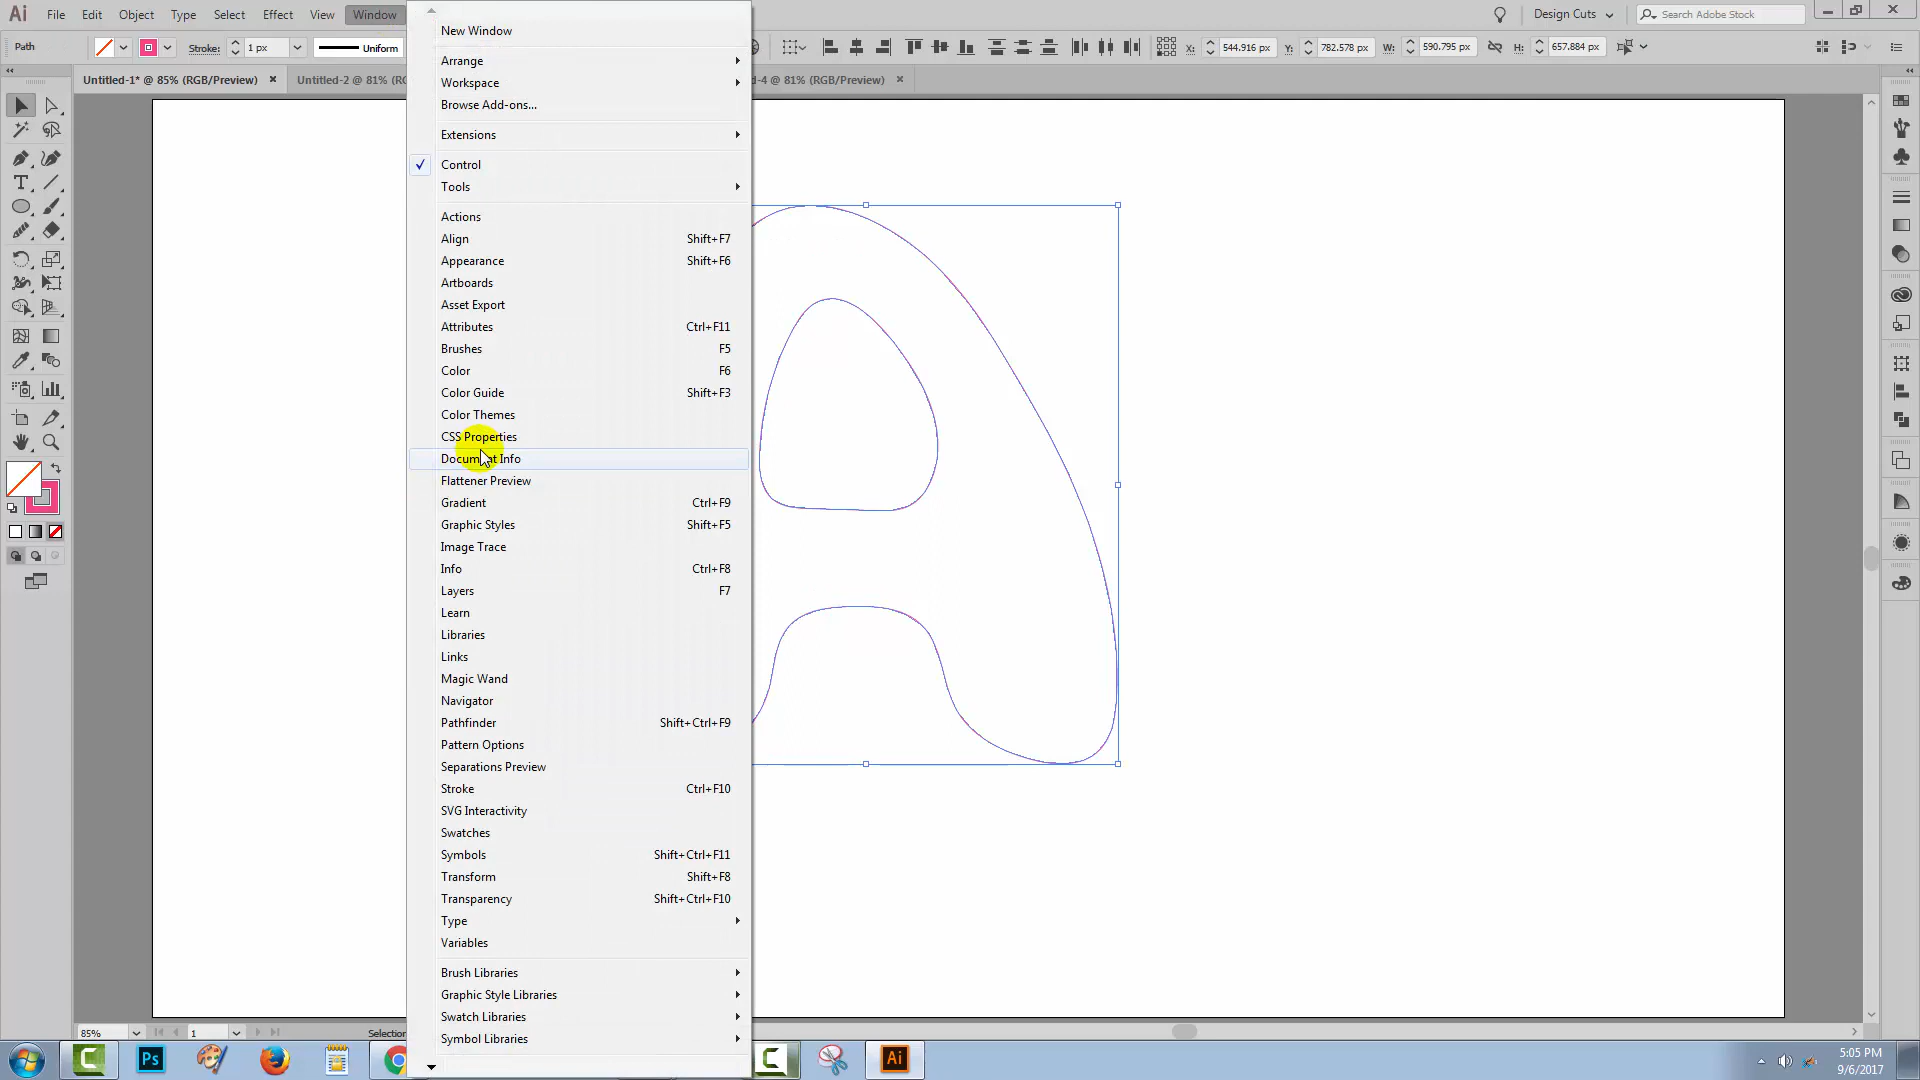 Ai File Edit Object Type Select Effect View Window Design Cuts Search Adobe Stock
Path Stroke: 1 px Uniform X: 544.916 px Y: 782.578 px W: 590.795 px H: 657.884 px
Untitled-1* @ 85% (RGB/Preview) × Untitled-2 @ 81% (RG d-4 @ 81% (RGB/Preview) ×
New Window
Arrange
Workspace
Browse Add-ons...
Extensions
Control
Tools
Actions
Align Shift+F7
Appearance Shift+F6
Artboards
Asset Export
Attributes Ctrl+F11
Brushes F5
Color F6
Color Guide Shift+F3
Color Themes
CSS Properties
Document Info
Flattener Preview
Gradient Ctrl+F9
Graphic Styles Shift+F5
Image Trace
Info Ctrl+F8
Layers F7
Learn
Libraries
Links
Magic Wand
Navigator
Pathfinder Shift+Ctrl+F9
Pattern Options
Separations Preview
Stroke Ctrl+F10
SVG Interactivity
Swatches
Symbols Shift+Ctrl+F11
Transform Shift+F8
Transparency Shift+Ctrl+F10
Type
Variables
Brush Libraries
Graphic Style Libraries
Swatch Libraries
Symbol Libraries
85% 1 Selection
Ps Ai
5:05 PM
9/6/2017